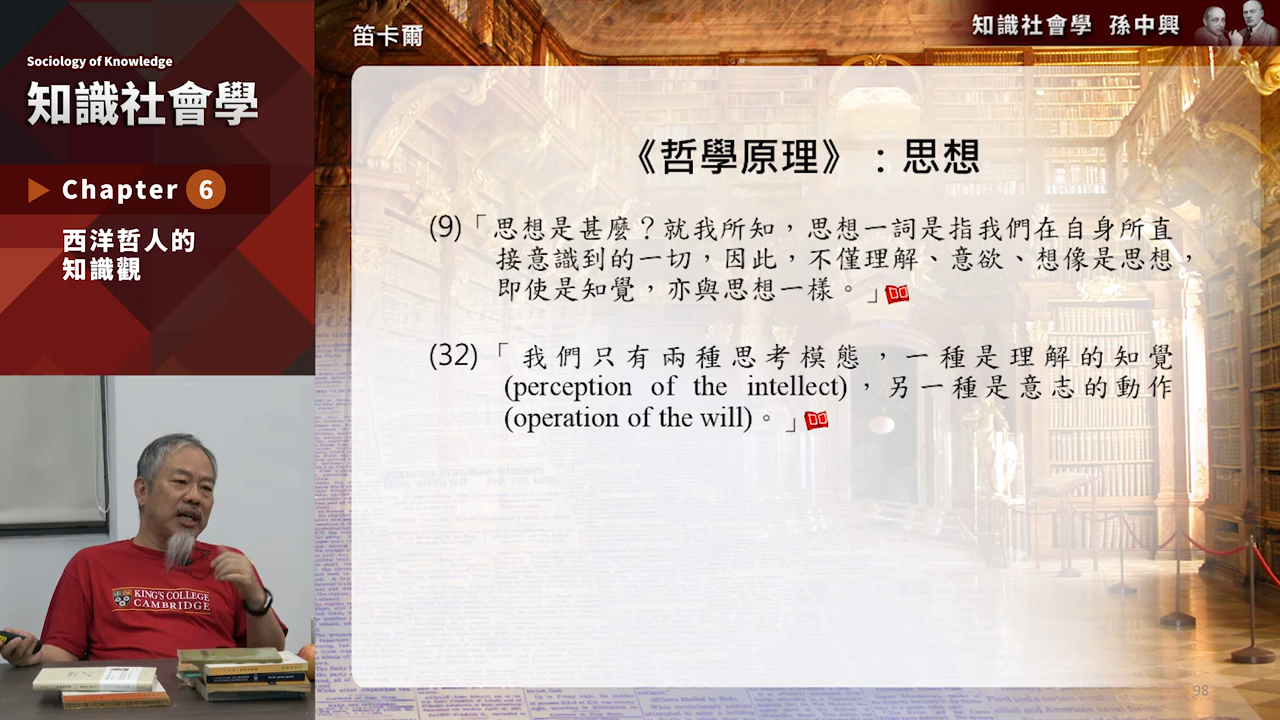 Sociology of Knowledge
知識社會學
Chapter 6
西洋哲人的
知識觀
笛卡爾
知識社會學 孫中興
《哲學原理》：思想
(9)「思想是甚麼？就我所知，思想一詞是指我們在自身所直
接意識到的一切，因此，不僅理解、意欲、想像是思想，
即使是知覺，亦與思想一樣。」
(32)「我們只有兩種思考模態，一種是理解的知覺
(perception of the intellect)，另一種是意志的動作
(operation of the will)。」
KING'S COLLEGE
CAMBRIDGE
98